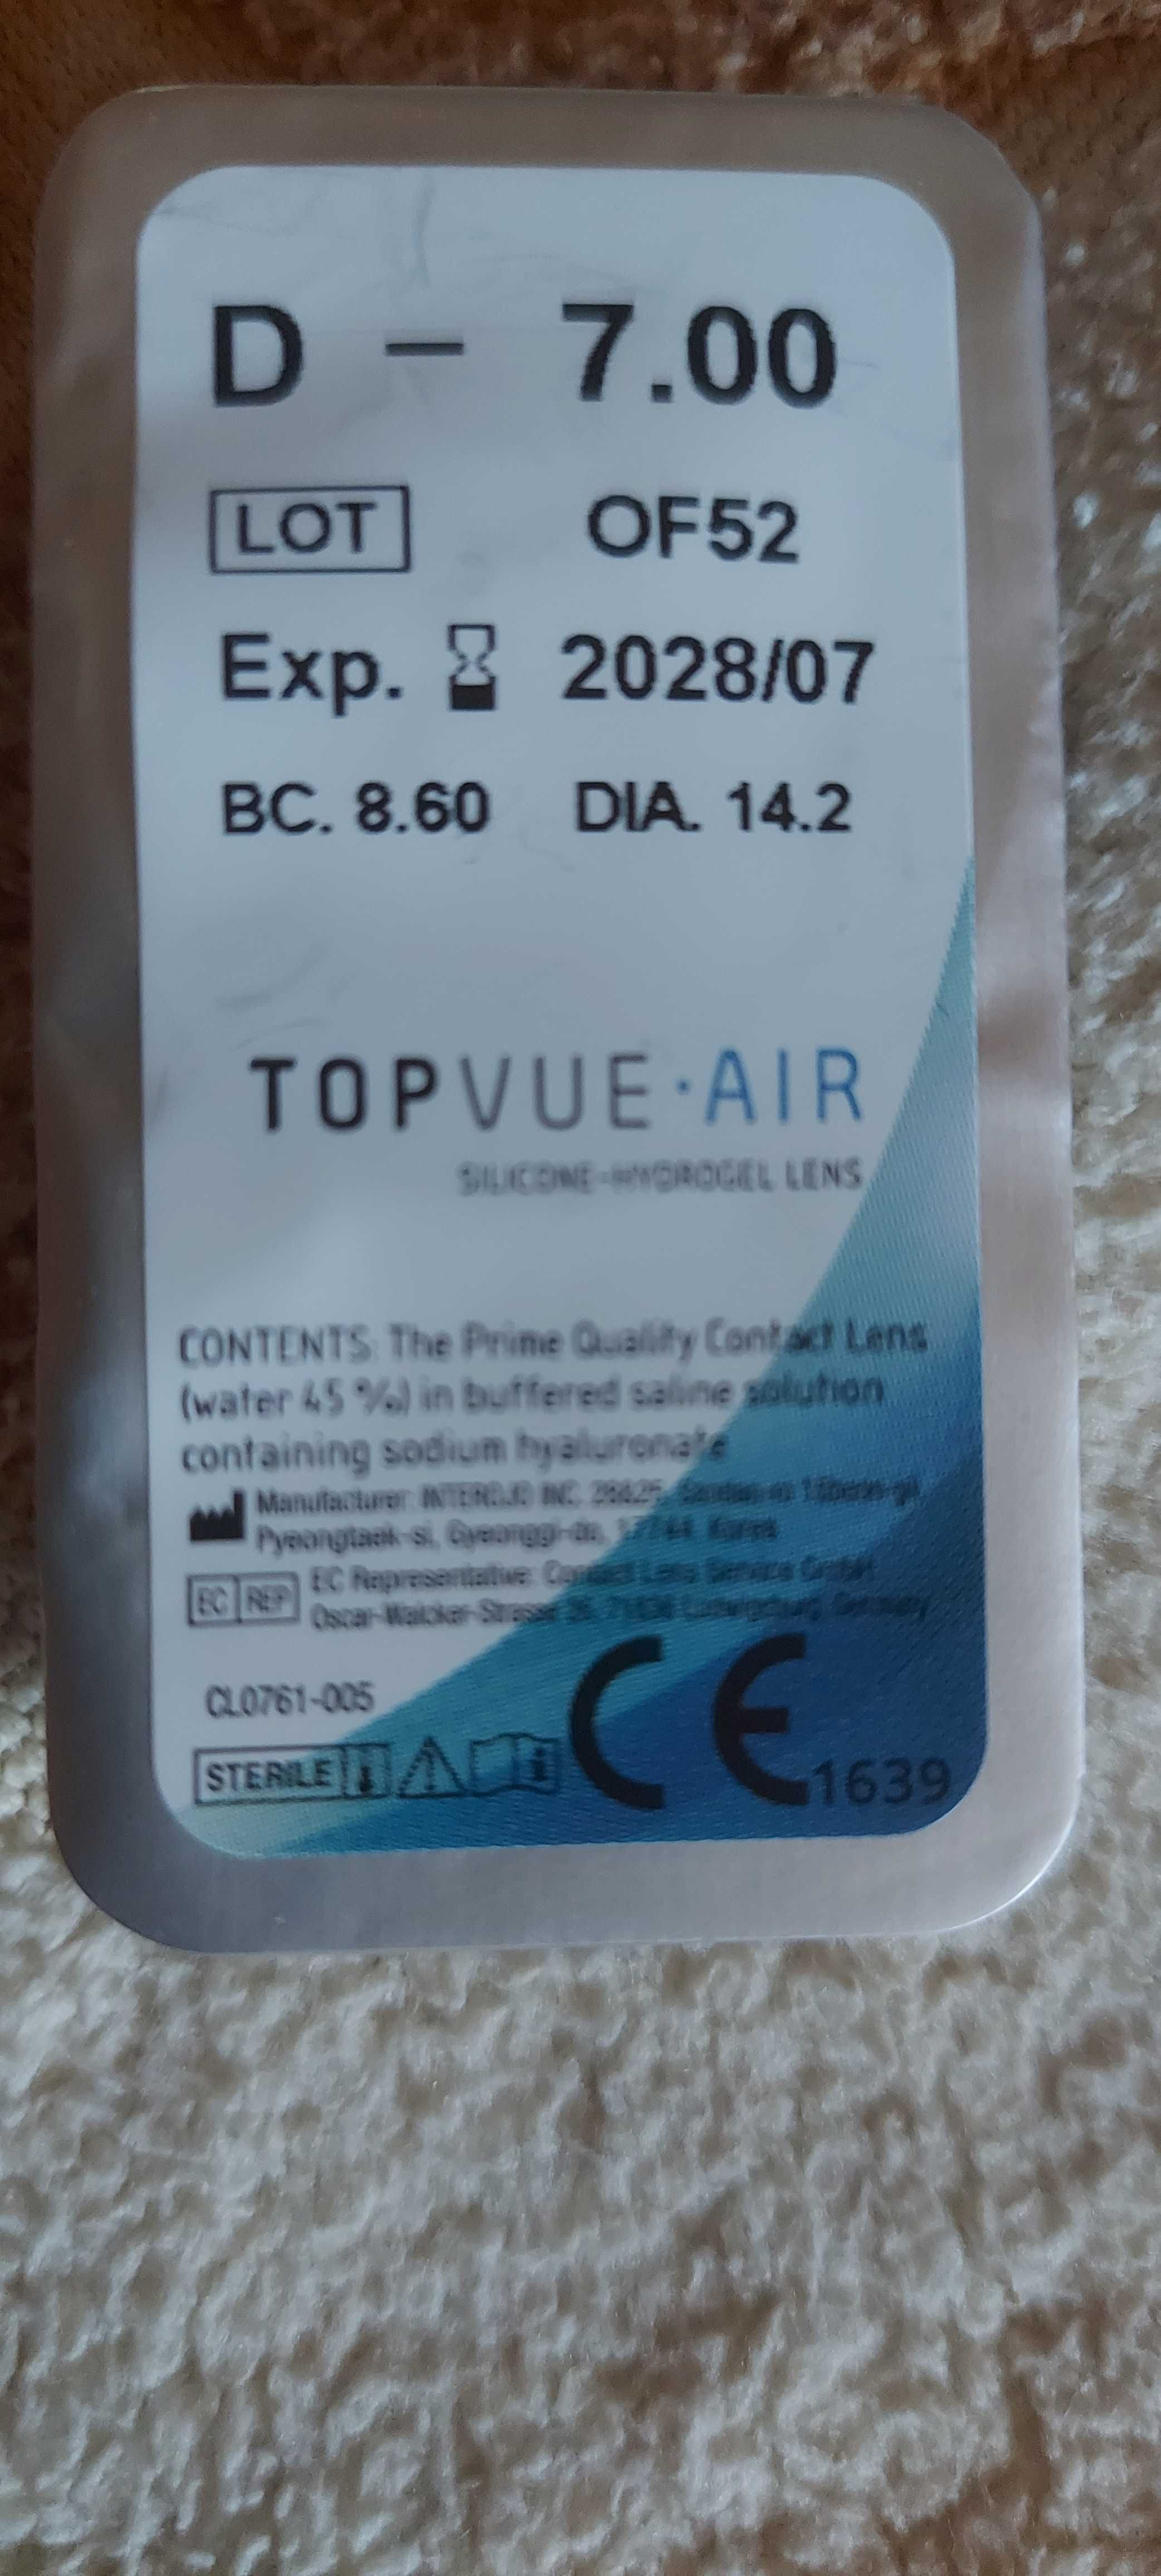 D - 7.00
LOT OF52
Exp. 2028/07
BC. 8.60 DIA. 14.2
TOPVUE·AIR
SILICONE-HYDROGEL LENS
CONTENTS: The Prime Quality Contact Lens
(water 45 %) in buffered saline solution
containing sodium hyaluronate
Manufacturer: INTEROJO INC.
Pyeongtaek-si, Gyeonggi-do, 17744 Korea
EC REP EC Representative: Contact Lens Service GmbH
Oscar-Walcker-Strasse Ludwigsburg Germany
CL0761-005
STERILE CE 1639